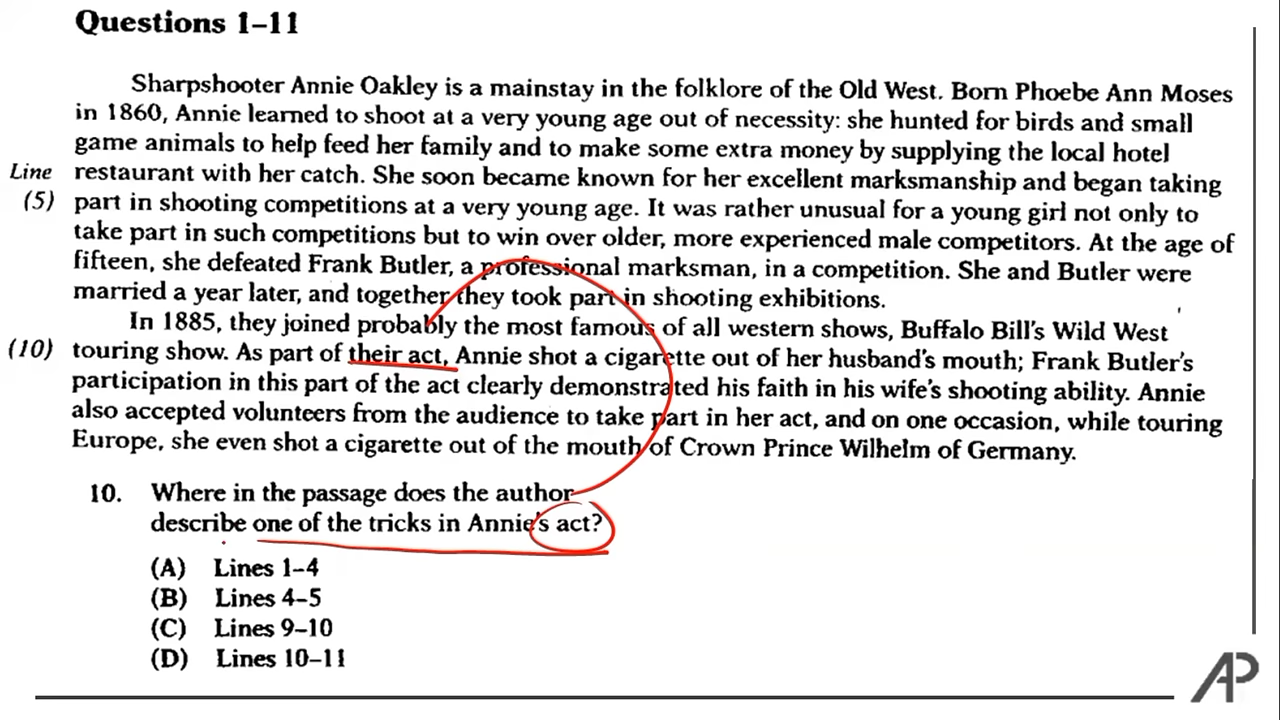 Questions 1–11
Sharpshooter Annie Oakley is a mainstay in the folklore of the Old West. Born Phoebe Ann Moses
in 1860, Annie learned to shoot at a very young age out of necessity: she hunted for birds and small
game animals to help feed her family and to make some extra money by supplying the local hotel
Line restaurant with her catch. She soon became known for her excellent marksmanship and began taking
(5) part in shooting competitions at a very young age. It was rather unusual for a young girl not only to
take part in such competitions but to win over older, more experienced male competitors. At the age of
fifteen, she defeated Frank Butler, a professional marksman, in a competition. She and Butler were
married a year later, and together they took part in shooting exhibitions.
In 1885, they joined probably the most famous of all western shows, Buffalo Bill's Wild West
(10) touring show. As part of their act, Annie shot a cigarette out of her husband's mouth; Frank Butler's
participation in this part of the act clearly demonstrated his faith in his wife's shooting ability. Annie
also accepted volunteers from the audience to take part in her act, and on one occasion, while touring
Europe, she even shot a cigarette out of the mouth of Crown Prince Wilhelm of Germany.
10. Where in the passage does the author
describe one of the tricks in Annie's act?
(A) Lines 1–4
(B) Lines 4–5
(C) Lines 9–10
(D) Lines 10–11
AP